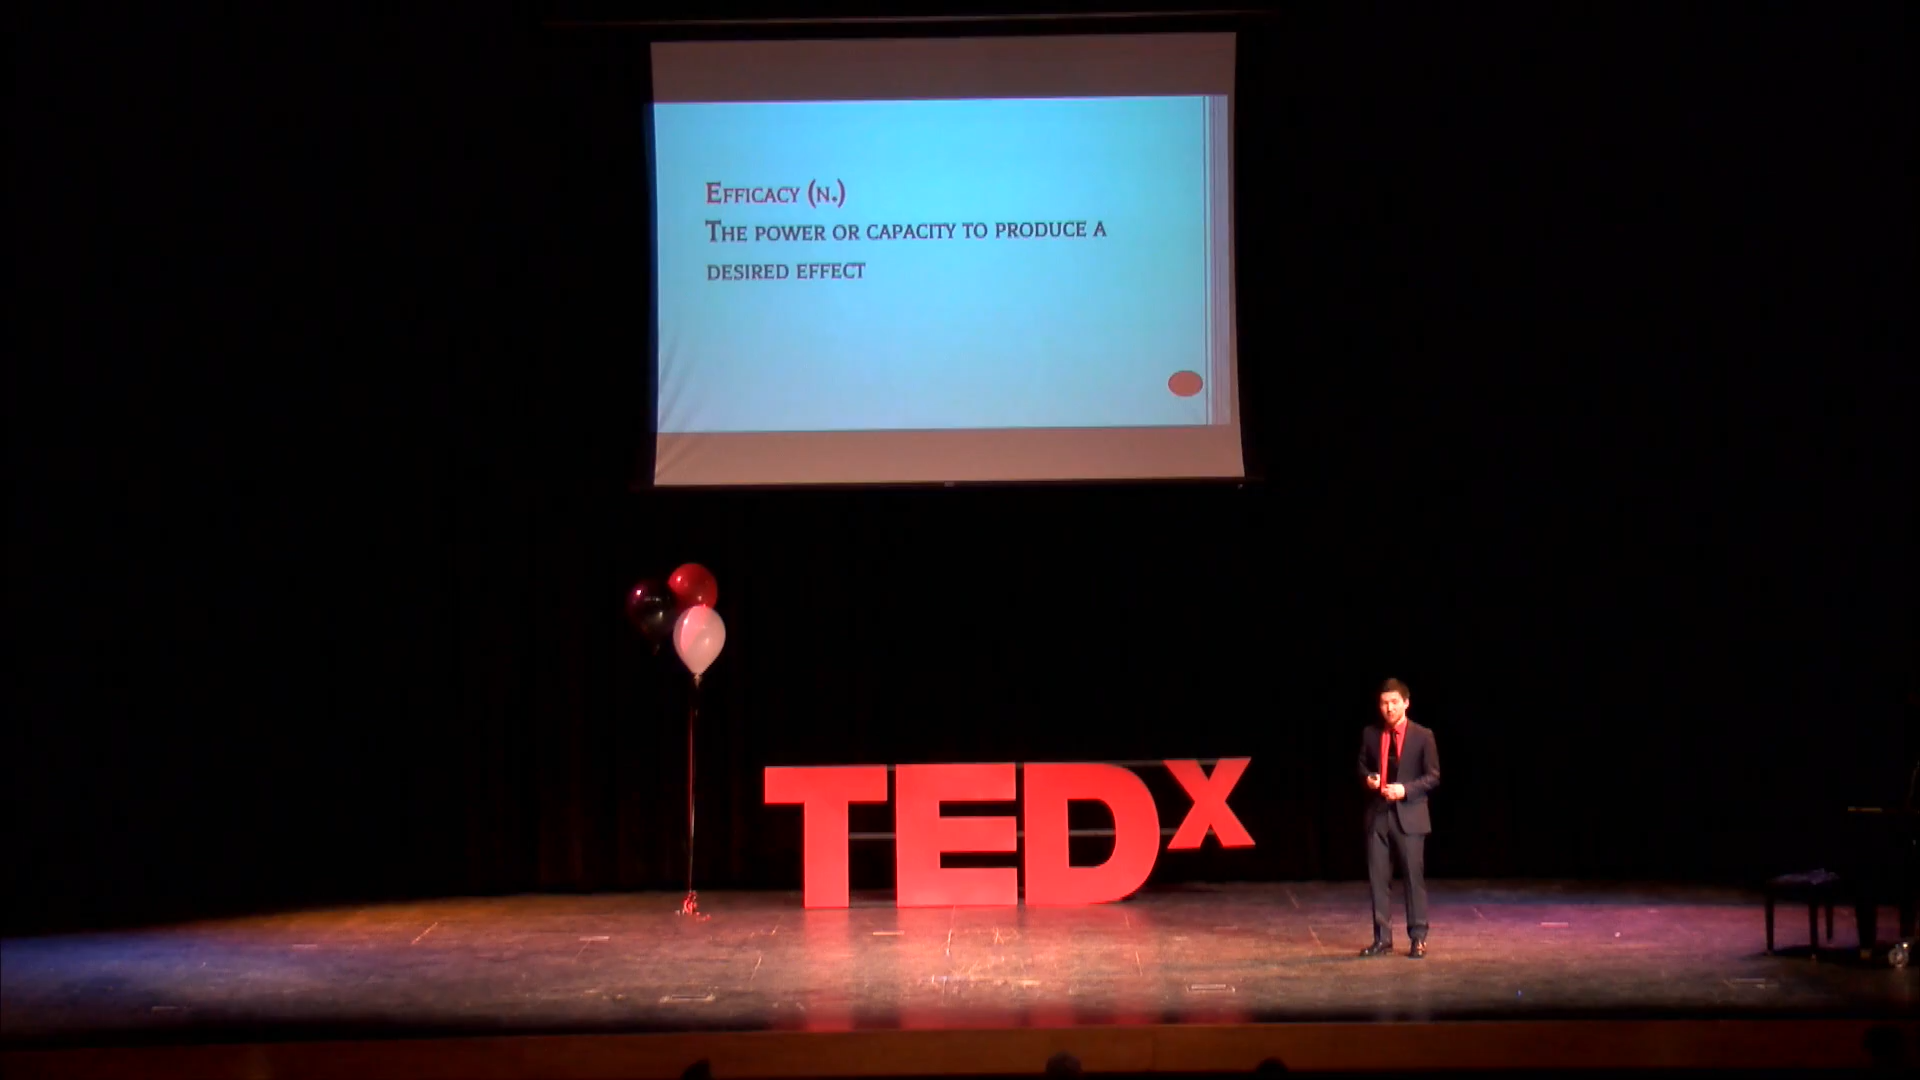 Efficacy (n.)
The power or capacity to produce a
desired effect
TEDx